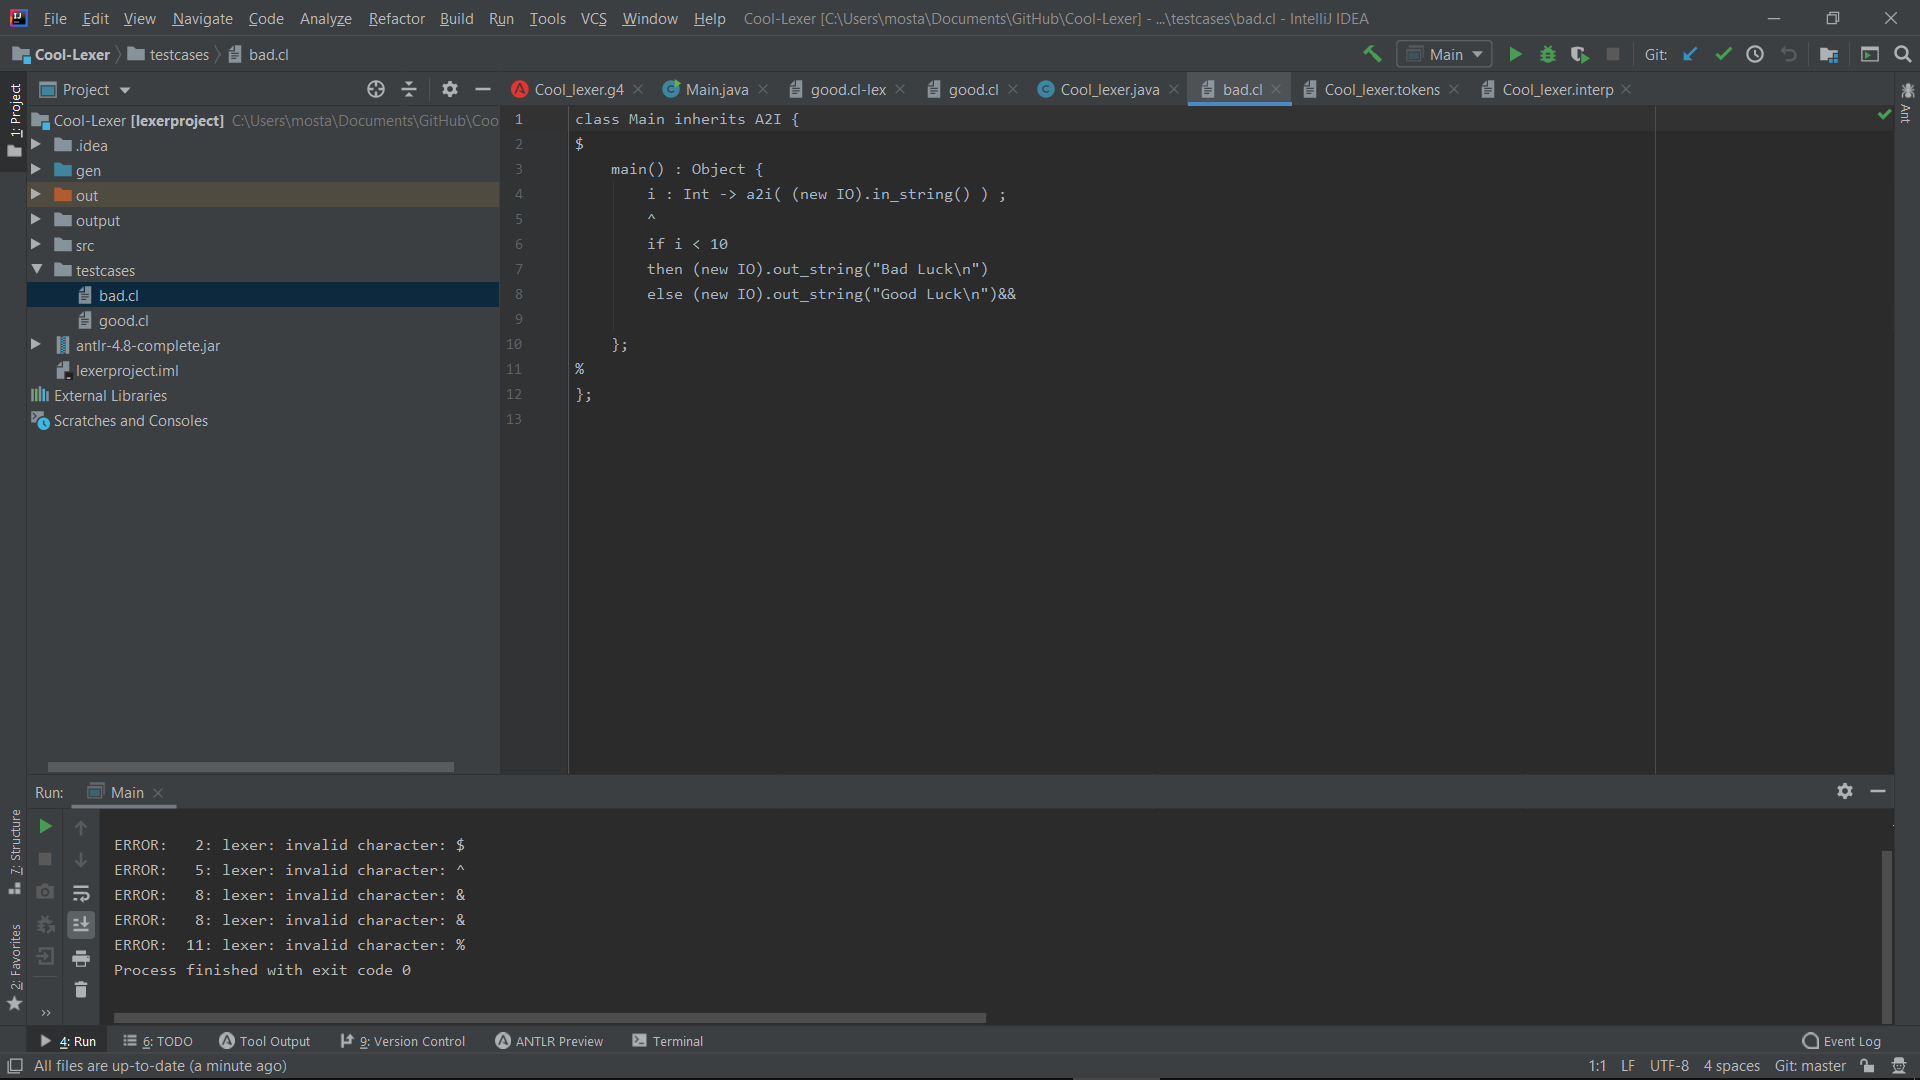 File Edit View Navigate Code Analyze Refactor Build Run Tools VCS Window Help Cool-Lexer [C:\Users\mosta\Documents\GitHub\Cool-Lexer] - ...\testcases\bad.cl - IntelliJ IDEA
Cool-Lexer testcases bad.cl Main Git:
Project Cool_lexer.g4 Main.java good.cl-lex good.cl Cool_lexer.java bad.cl Cool_lexer.tokens Cool_lexer.interp
1: Project
Ant
Cool-Lexer [lexerproject] C:\Users\mosta\Documents\GitHub\Coo
.idea
gen
out
output
src
testcases
bad.cl
good.cl
antlr-4.8-complete.jar
lexerproject.iml
External Libraries
Scratches and Consoles
1 class Main inherits A2I {
2 $
3 main() : Object {
4 i : Int -> a2i( (new IO).in_string() ) ;
5 ^
6 if i < 10
7 then (new IO).out_string("Bad Luck\n")
8 else (new IO).out_string("Good Luck\n")&&
9
10 };
11 %
12 };
13
7: Structure
2: Favorites
Run: Main
ERROR: 2: lexer: invalid character: $
ERROR: 5: lexer: invalid character: ^
ERROR: 8: lexer: invalid character: &
ERROR: 8: lexer: invalid character: &
ERROR: 11: lexer: invalid character: %
Process finished with exit code 0
4: Run 6: TODO Tool Output 9: Version Control ANTLR Preview Terminal Event Log
All files are up-to-date (a minute ago) 1:1 LF UTF-8 4 spaces Git: master